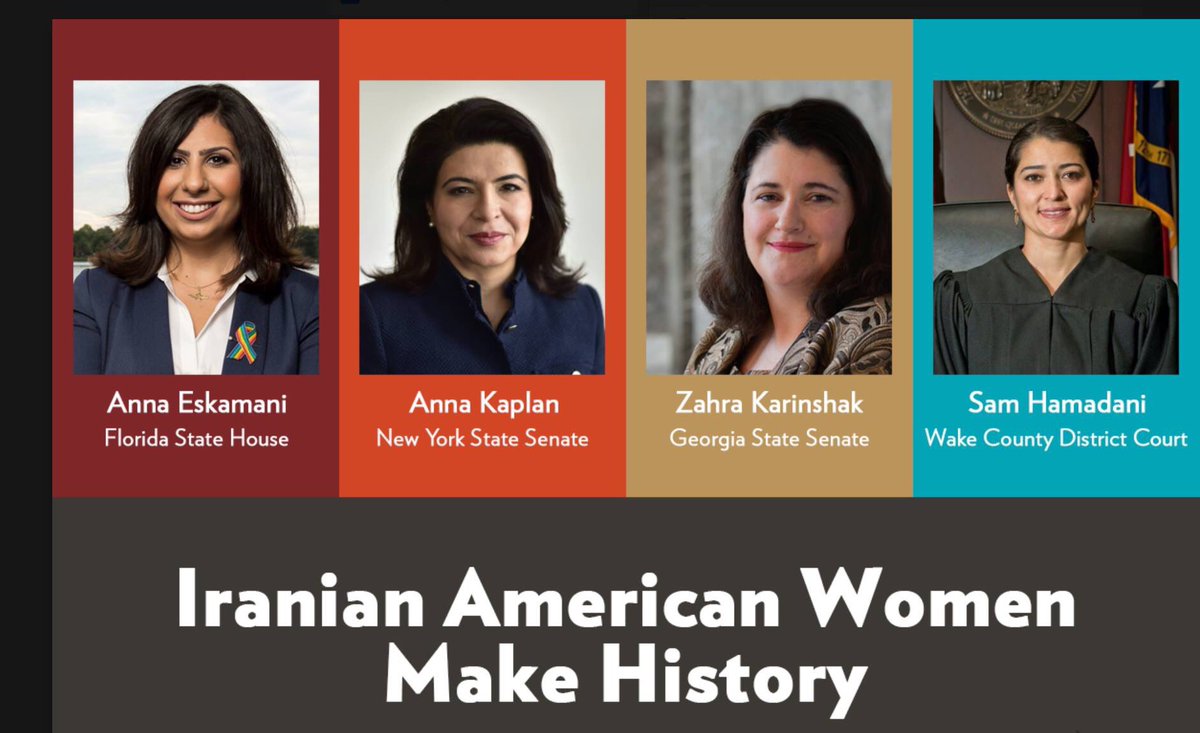 Anna Eskamani
Florida State House
Anna Kaplan
New York State Senate
Zahra Karinshak
Georgia State Senate
Sam Hamadani
Wake County District Court
Iranian American Women
Make History